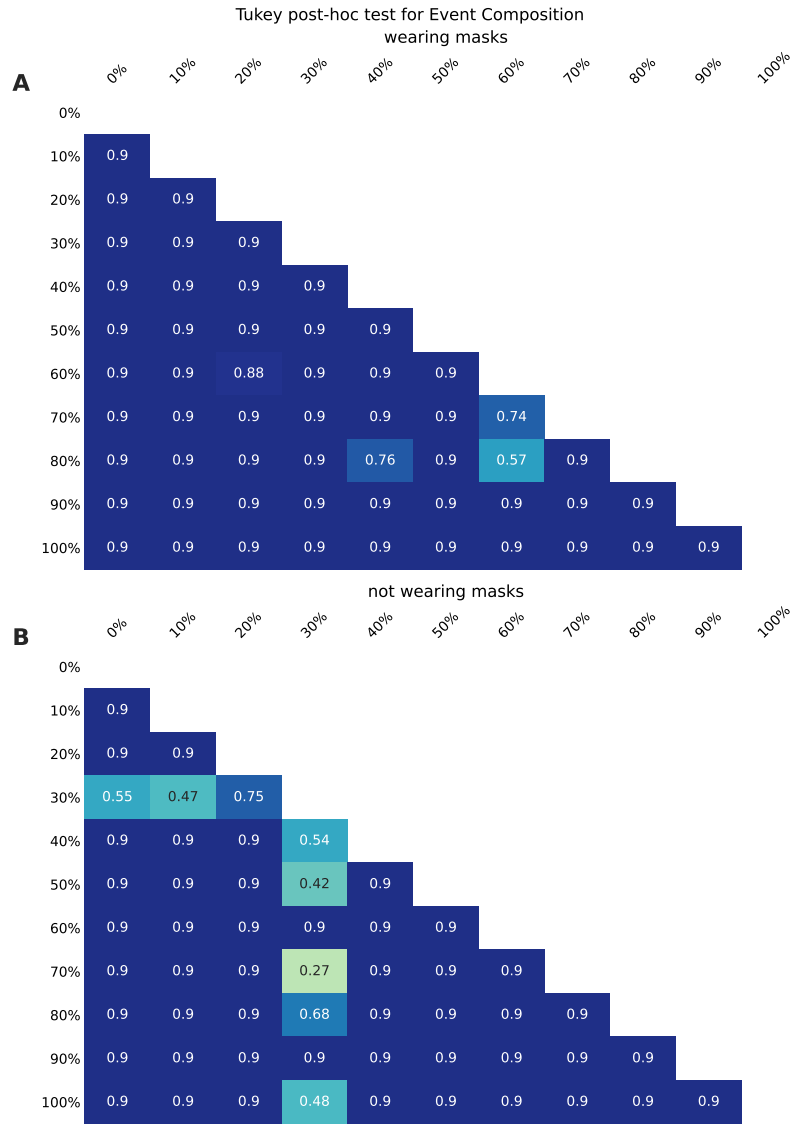 Tukey post-hoc test for Event Composition
wearing masks
A
0% 10% 20% 30% 40% 50% 60% 70% 80% 90% 100%
0%
10% 0.9
20% 0.9 0.9
30% 0.9 0.9 0.9
40% 0.9 0.9 0.9 0.9
50% 0.9 0.9 0.9 0.9 0.9
60% 0.9 0.9 0.88 0.9 0.9 0.9
70% 0.9 0.9 0.9 0.9 0.9 0.9 0.74
80% 0.9 0.9 0.9 0.9 0.76 0.9 0.57 0.9
90% 0.9 0.9 0.9 0.9 0.9 0.9 0.9 0.9 0.9
100% 0.9 0.9 0.9 0.9 0.9 0.9 0.9 0.9 0.9 0.9
not wearing masks
B
0% 10% 20% 30% 40% 50% 60% 70% 80% 90% 100%
0%
10% 0.9
20% 0.9 0.9
30% 0.55 0.47 0.75
40% 0.9 0.9 0.9 0.54
50% 0.9 0.9 0.9 0.42 0.9
60% 0.9 0.9 0.9 0.9 0.9 0.9
70% 0.9 0.9 0.9 0.27 0.9 0.9 0.9
80% 0.9 0.9 0.9 0.68 0.9 0.9 0.9 0.9
90% 0.9 0.9 0.9 0.9 0.9 0.9 0.9 0.9 0.9
100% 0.9 0.9 0.9 0.48 0.9 0.9 0.9 0.9 0.9 0.9